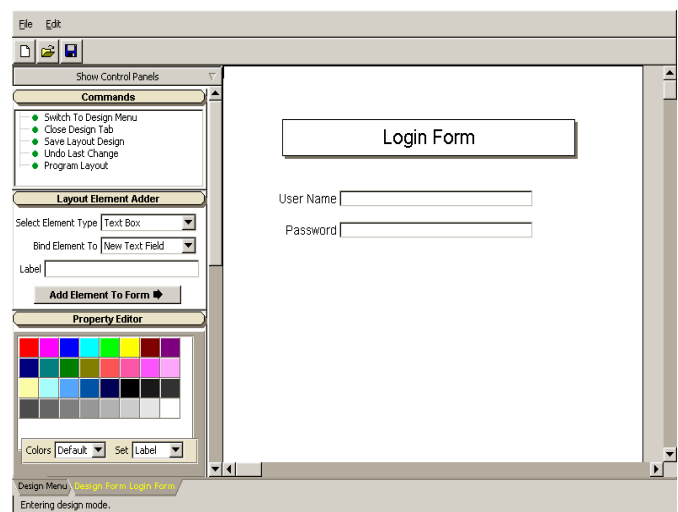 File Edit
Show Control Panels
Commands
Switch To Design Menu
Close Design Tab
Save Layout Design
Undo Last Change
Program Layout
Layout Element Adder
Select Element Type Text Box
Bind Element To New Text Field
Label
Add Element To Form
Property Editor
Colors Default Set Label
Login Form
User Name
Password
Design Menu Design Form Login Form
Entering design mode.